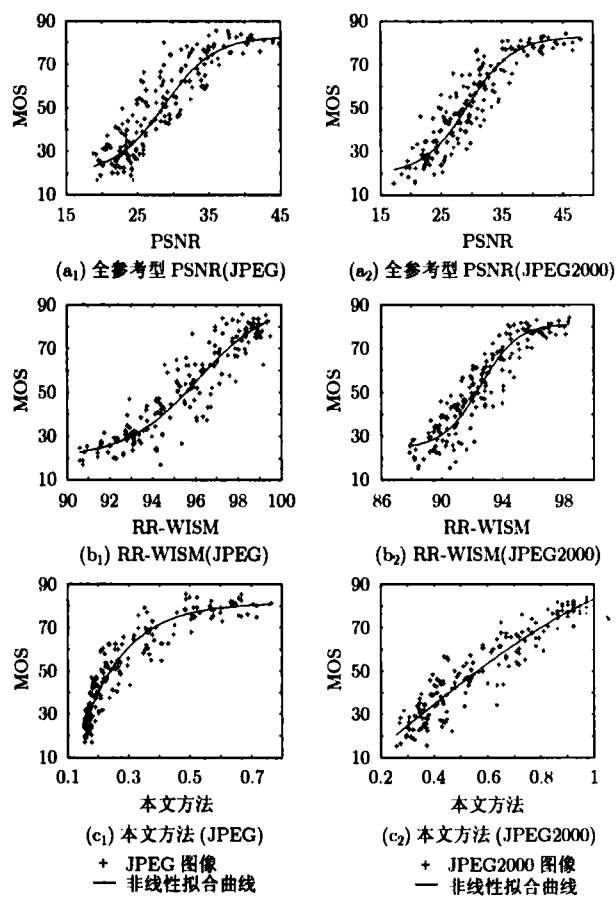 90
70
50
30
10
MOS
15 25 35 45
PSNR
(a₁) 全参考型 PSNR(JPEG)
90
70
50
30
10
MOS
15 25 35 45
PSNR
(a₂) 全参考型 PSNR(JPEG2000)
90
70
50
30
10
MOS
90 92 94 96 98 100
RR-WISM
(b₁) RR-WISM(JPEG)
90
70
50
30
10
MOS
86 90 94 98
RR-WISM
(b₂) RR-WISM(JPEG2000)
90
70
50
30
10
MOS
0.1 0.3 0.5 0.7
本文方法
(c₁) 本文方法 (JPEG)
+ JPEG 图像
— 非线性拟合曲线
90
70
50
30
10
MOS
0.2 0.4 0.6 0.8 1
本文方法
(c₂) 本文方法 (JPEG2000)
+ JPEG2000 图像
— 非线性拟合曲线